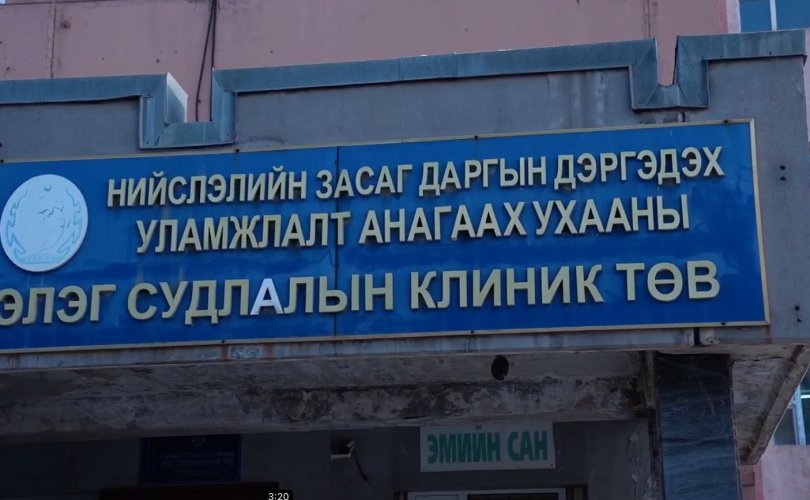 НИЙСЛЭЛИЙН ЗАСАГ ДАРГЫН ДЭРГЭДЭХ
УЛАМЖЛАЛТ АНАГААХ УХААНЫ
ЭЛЭГ СУДЛАЛЫН КЛИНИК ТӨВ
ЭМИЙН САН
3:20